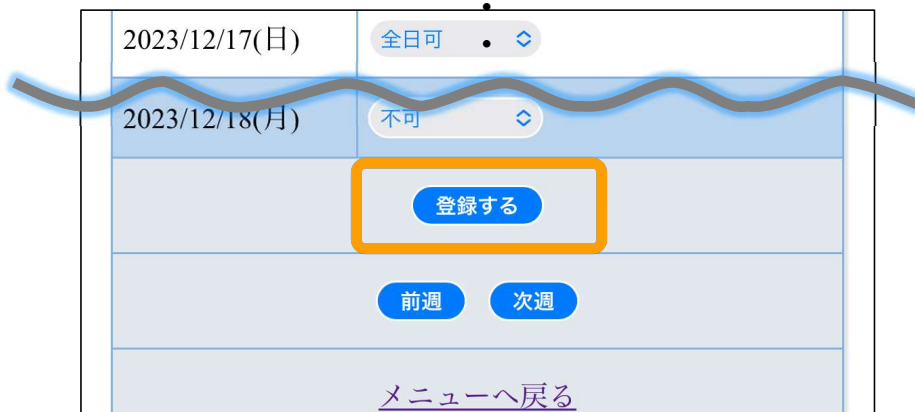 2023/12/17(日) 全日可
2023/12/18(月) 不可
登録する
前週 次週
メニューへ戻る